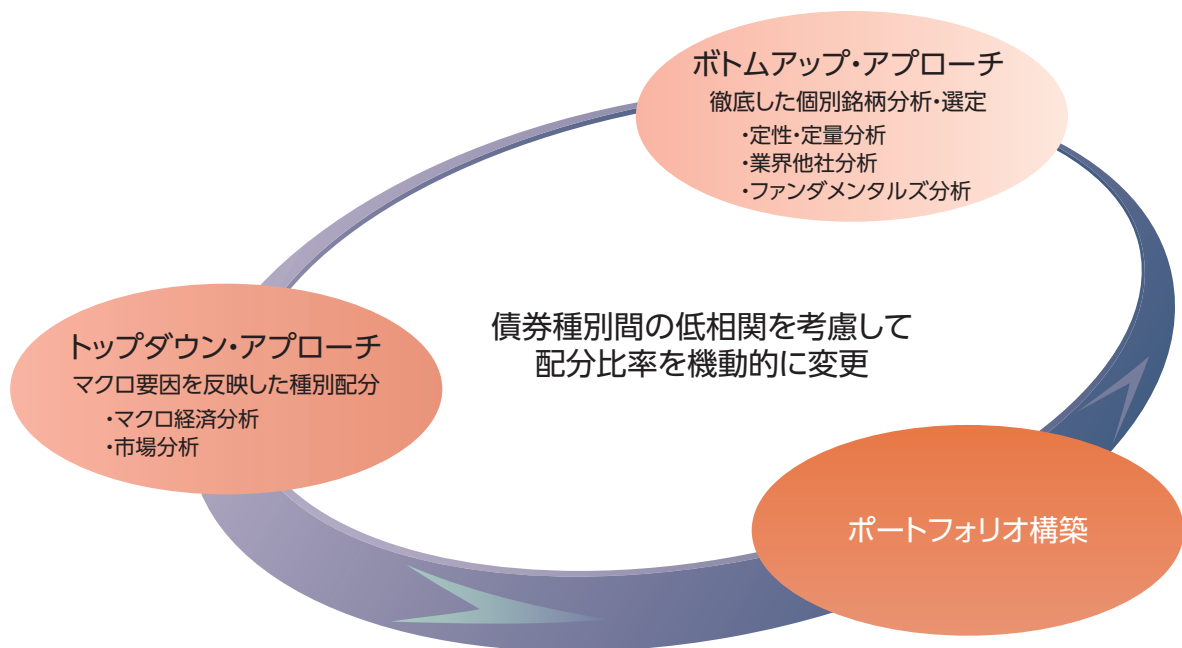 ボトムアップ・アプローチ
徹底した個別銘柄分析・選定
・定性・定量分析
・業界他社分析
・ファンダメンタルズ分析
トップダウン・アプローチ
マクロ要因を反映した種別配分
・マクロ経済分析
・市場分析
債券種別間の低相関を考慮して
配分比率を機動的に変更
ポートフォリオ構築